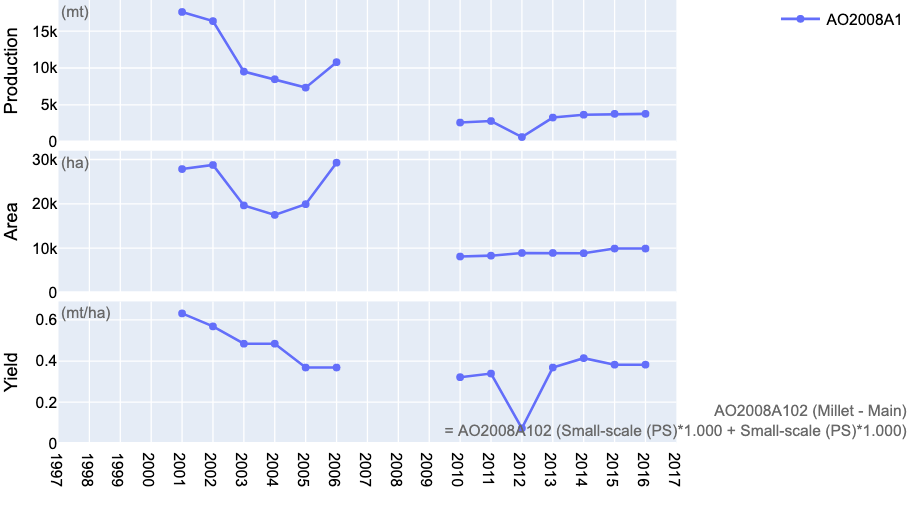 (mt)
AO2008A1
Production
15k
10k
5k
0
(ha)
Area
30k
20k
10k
0
(mt/ha)
Yield
0.6
0.4
0.2
0
AO2008A102 (Millet - Main)
= AO2008A102 (Small-scale (PS)*1.000 + Small-scale (PS)*1.000)
1997 1998 1999 2000 2001 2002 2003 2004 2005 2006 2007 2008 2009 2010 2011 2012 2013 2014 2015 2016 2017